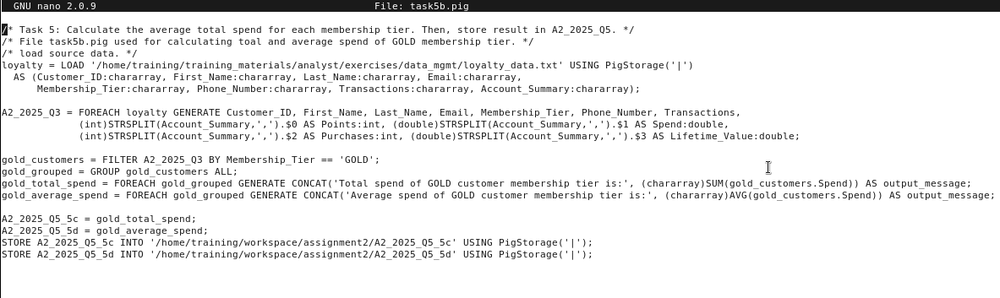 GNU nano 2.0.9 File: task5b.pig
/* Task 5: Calculate the average total spend for each membership tier. Then, store result in A2_2025_Q5. */
/* File task5b.pig used for calculating toal and average spend of GOLD membership tier. */
/* load source data. */
loyalty = LOAD '/home/training/training_materials/analyst/exercises/data_mgmt/loyalty_data.txt' USING PigStorage('|')
AS (Customer_ID:chararray, First_Name:chararray, Last_Name:chararray, Email:chararray,
Membership_Tier:chararray, Phone_Number:chararray, Transactions:chararray, Account_Summary:chararray);
A2_2025_Q3 = FOREACH loyalty GENERATE Customer_ID, First_Name, Last_Name, Email, Membership_Tier, Phone_Number, Transactions,
(int)STRSPLIT(Account_Summary,',').$0 AS Points:int, (double)STRSPLIT(Account_Summary,',').$1 AS Spend:double,
(int)STRSPLIT(Account_Summary,',').$2 AS Purchases:int, (double)STRSPLIT(Account_Summary,',').$3 AS Lifetime_Value:double;
gold_customers = FILTER A2_2025_Q3 BY Membership_Tier == 'GOLD';
gold_grouped = GROUP gold_customers ALL;
gold_total_spend = FOREACH gold_grouped GENERATE CONCAT('Total spend of GOLD customer membership tier is:', (chararray)SUM(gold_customers.Spend)) AS output_message;
gold_average_spend = FOREACH gold_grouped GENERATE CONCAT('Average spend of GOLD customer membership tier is:', (chararray)AVG(gold_customers.Spend)) AS output_message;
A2_2025_Q5_5c = gold_total_spend;
A2_2025_Q5_5d = gold_average_spend;
STORE A2_2025_Q5_5c INTO '/home/training/workspace/assignment2/A2_2025_Q5_5c' USING PigStorage('|');
STORE A2_2025_Q5_5d INTO '/home/training/workspace/assignment2/A2_2025_Q5_5d' USING PigStorage('|');